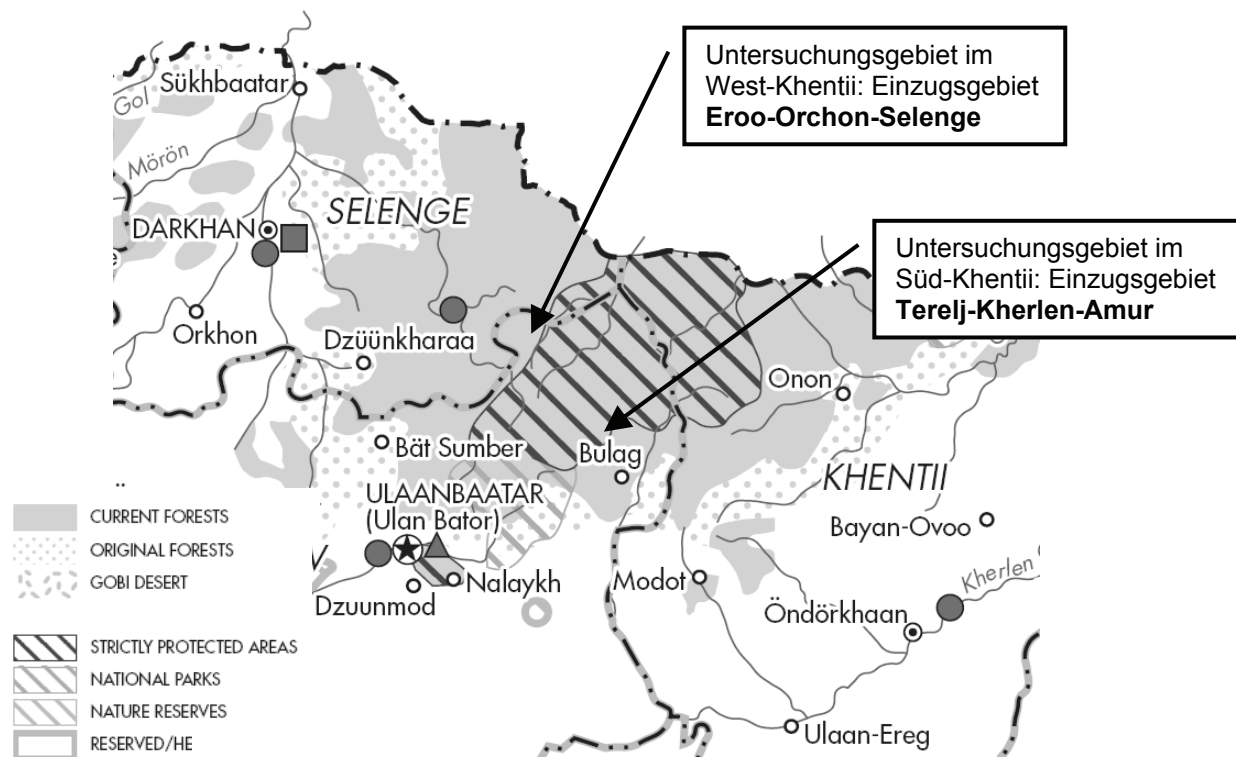 Untersuchungsgebiet im
West-Khentii: Einzugsgebiet
Eroo-Orchon-Selenge
Untersuchungsgebiet im
Süd-Khentii: Einzugsgebiet
Terelj-Kherlen-Amur
Sükhbaatar
Gol
Mörön
SELENGE
DARKHAN
Orkhon
Dzüünkharaa
Onon
Bät Sumber
Bulag
KHENTII
ULAANBAATAR
(Ulan Bator)
Bayan-Ovoo
Nalaykh
Modot
Kherlen
Dzuunmod
Öndörkhaan
Ulaan-Ereg
CURRENT FORESTS
ORIGINAL FORESTS
GOBI DESERT
STRICTLY PROTECTED AREAS
NATIONAL PARKS
NATURE RESERVES
RESERVED/HE